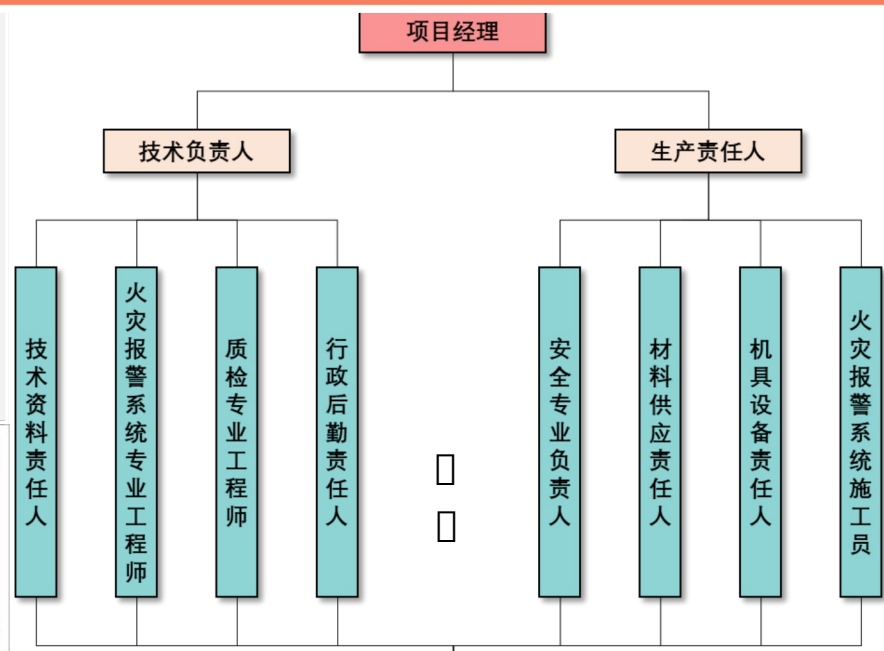 项目经理
技术负责人
生产责任人
技术资料责任人
火灾报警系统专业工程师
质检专业工程师
行政后勤责任人
安全专业负责人
材料供应责任人
机具设备责任人
火灾报警系统施工员